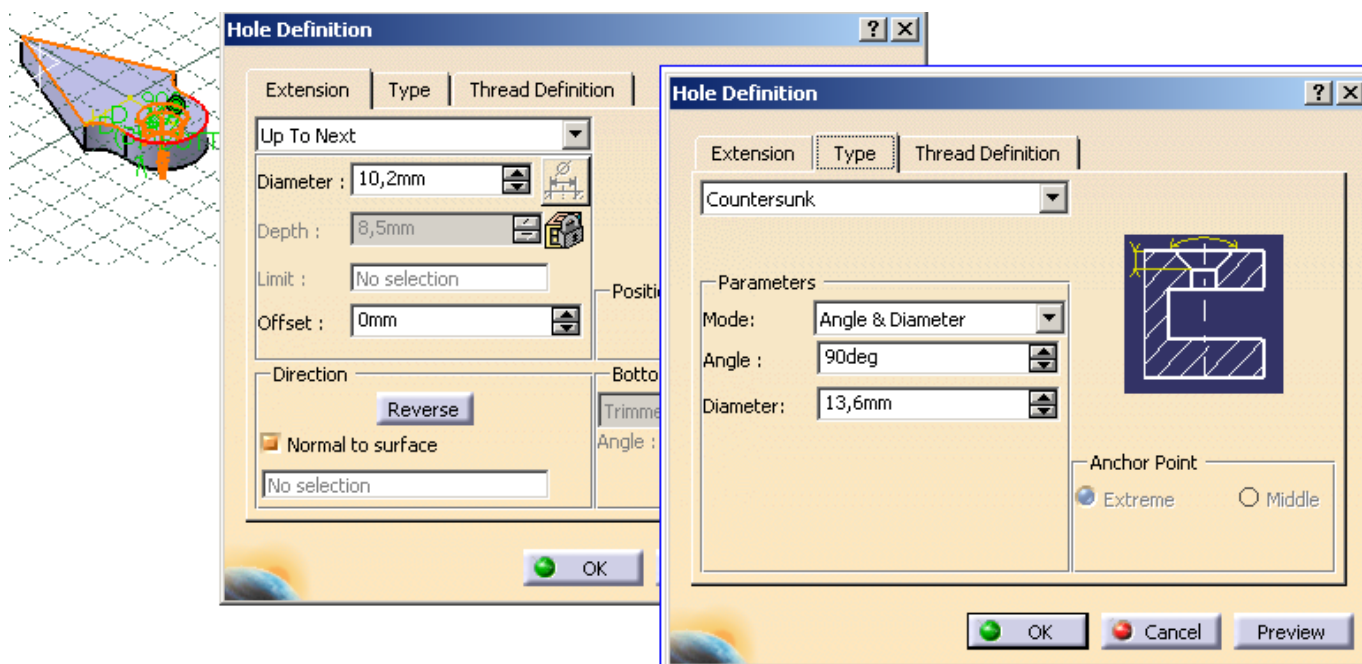 Hole Definition
Extension
Type
Thread Definition
Up To Next
Diameter :
10,2mm
Depth :
8,5mm
Limit :
No selection
Offset :
0mm
Direction
Reverse
Normal to surface
No selection
OK
Hole Definition
Extension
Type
Thread Definition
Countersunk
Parameters
Mode:
Angle & Diameter
Angle :
90deg
Diameter:
13,6mm
Anchor Point
Extreme
Middle
OK
Cancel
Preview
Positi
Botto
Trimme
Angle :